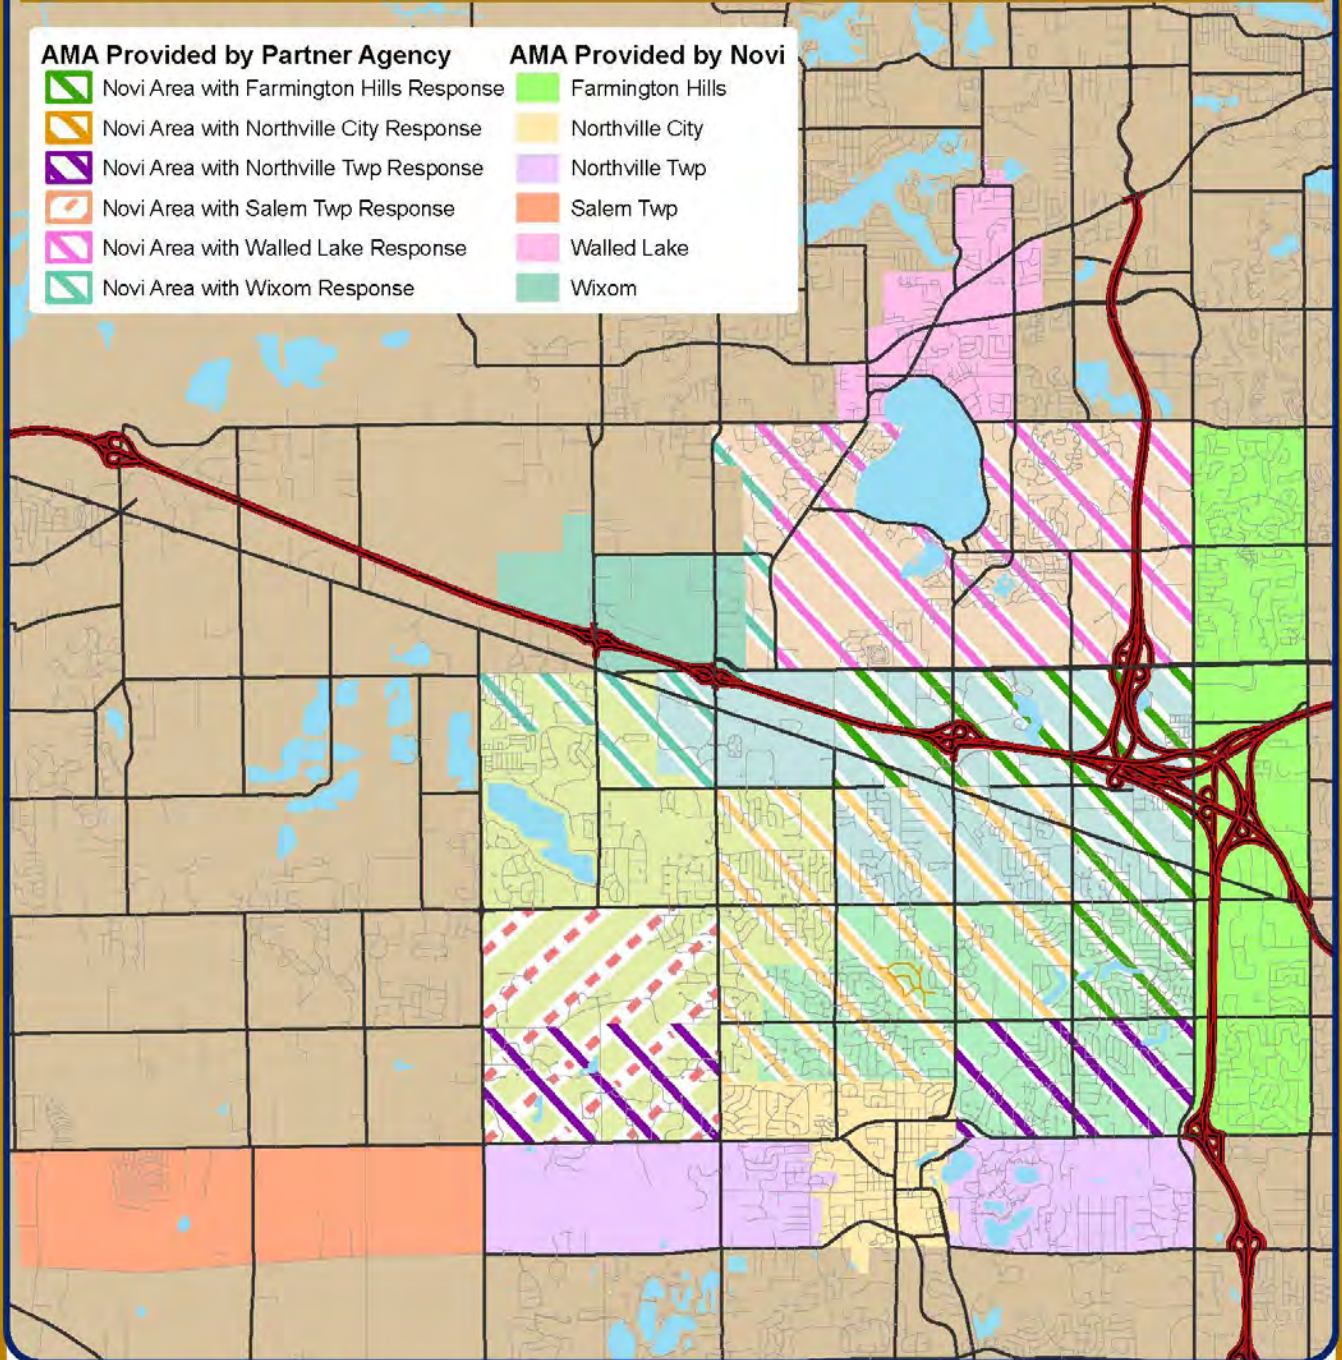 AMA Provided by Partner Agency
Novi Area with Farmington Hills Response
Novi Area with Northville City Response
Novi Area with Northville Twp Response
Novi Area with Salem Twp Response
Novi Area with Walled Lake Response
Novi Area with Wixom Response
AMA Provided by Novi
Farmington Hills
Northville City
Northville Twp
Salem Twp
Walled Lake
Wixom